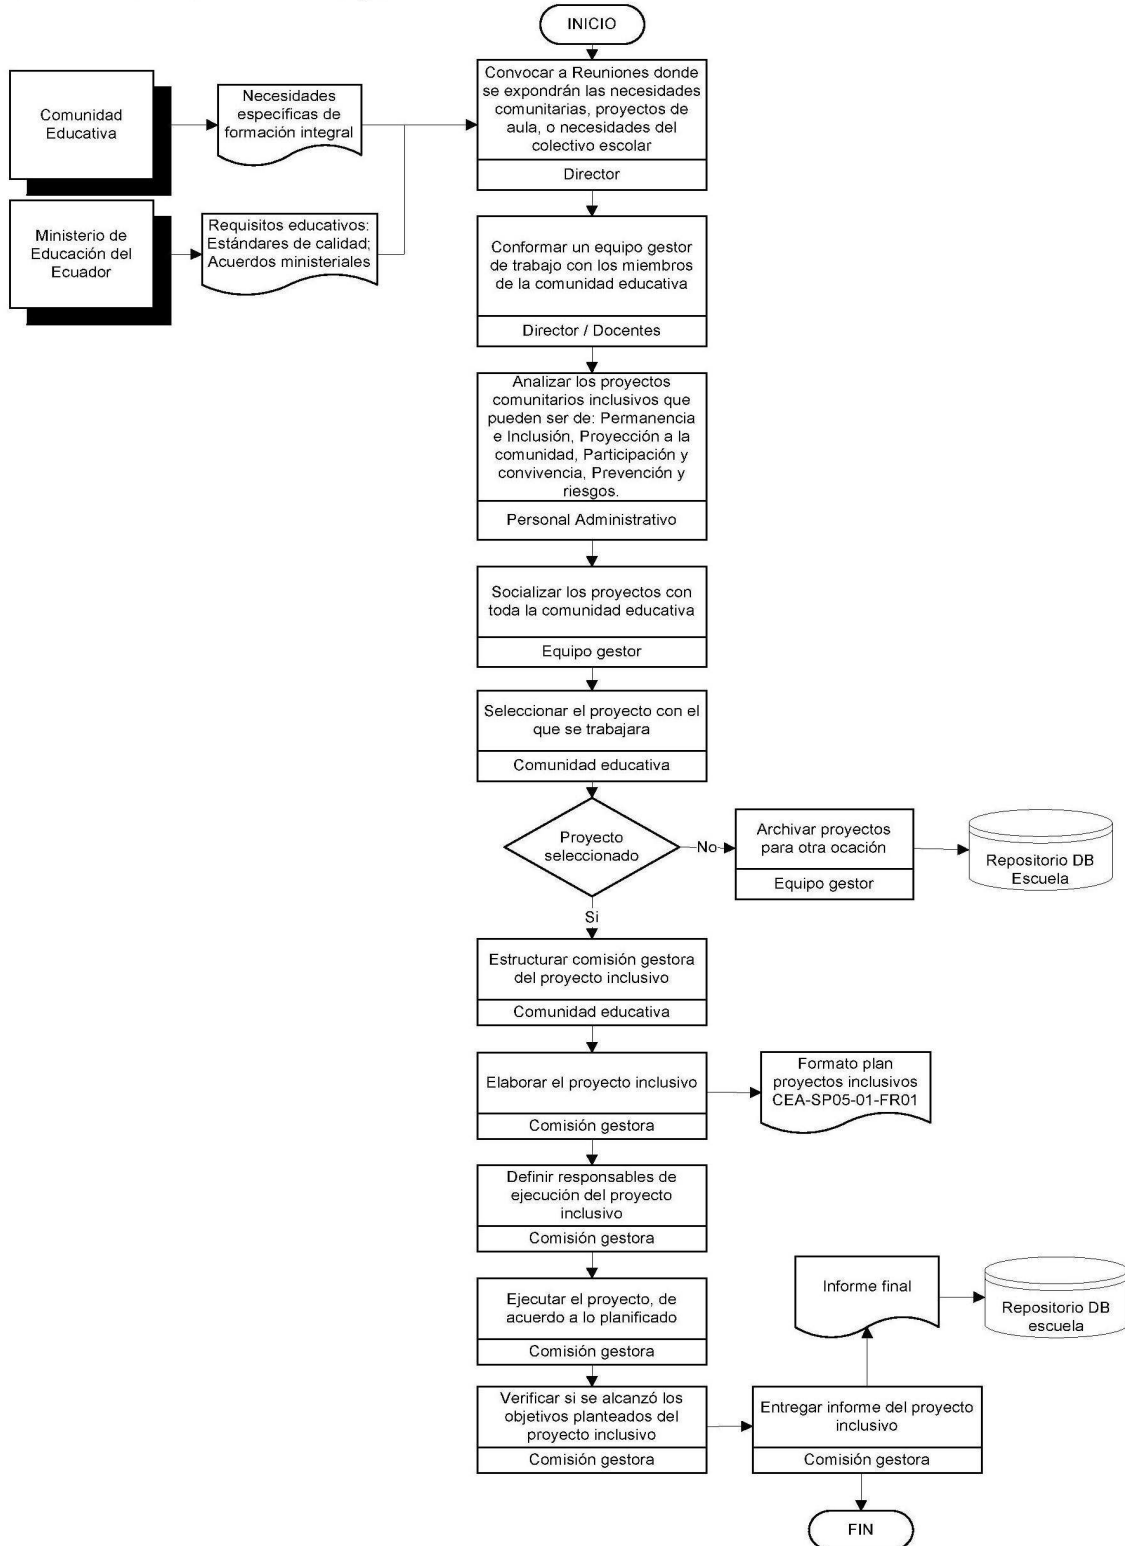 INICIO
Convocar a Reuniones donde
se expondrán las necesidades
comunitarias, proyectos de
aula, o necesidades del
colectivo escolar
Director
Comunidad
Educativa
Necesidades
específicas de
formación integral
Ministerio de
Educación del
Ecuador
Requisitos educativos:
Estándares de calidad;
Acuerdos ministeriales
Conformar un equipo gestor
de trabajo con los miembros
de la comunidad educativa
Director / Docentes
Analizar los proyectos
comunitarios inclusivos que
pueden ser de: Permanencia
e Inclusión, Proyección a la
comunidad, Participación y
convivencia, Prevención y
riesgos.
Personal Administrativo
Socializar los proyectos con
toda la comunidad educativa
Equipo gestor
Seleccionar el proyecto con el
que se trabajara
Comunidad educativa
Proyecto
seleccionado
No
Archivar proyectos
para otra ocación
Equipo gestor
Repositorio DB
Escuela
Si
Estructurar comisión gestora
del proyecto inclusivo
Comunidad educativa
Elaborar el proyecto inclusivo
Comisión gestora
Formato plan
proyectos inclusivos
CEA-SP05-01-FR01
Definir responsables de
ejecución del proyecto
inclusivo
Comisión gestora
Ejecutar el proyecto, de
acuerdo a lo planificado
Comisión gestora
Informe final
Repositorio DB
escuela
Verificar si se alcanzó los
objetivos planteados del
proyecto inclusivo
Comisión gestora
Entregar informe del proyecto
inclusivo
Comisión gestora
FIN